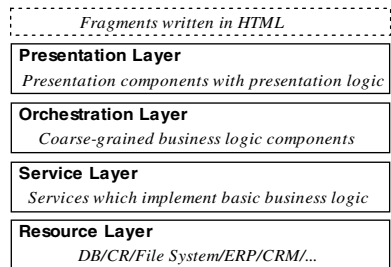 Fragments written in HTML
Presentation Layer
Presentation components with presentation logic
Orchestration Layer
Coarse-grained business logic components
Service Layer
Services which implement basic business logic
Resource Layer
DB/CR/File System/ERP/CRM/...